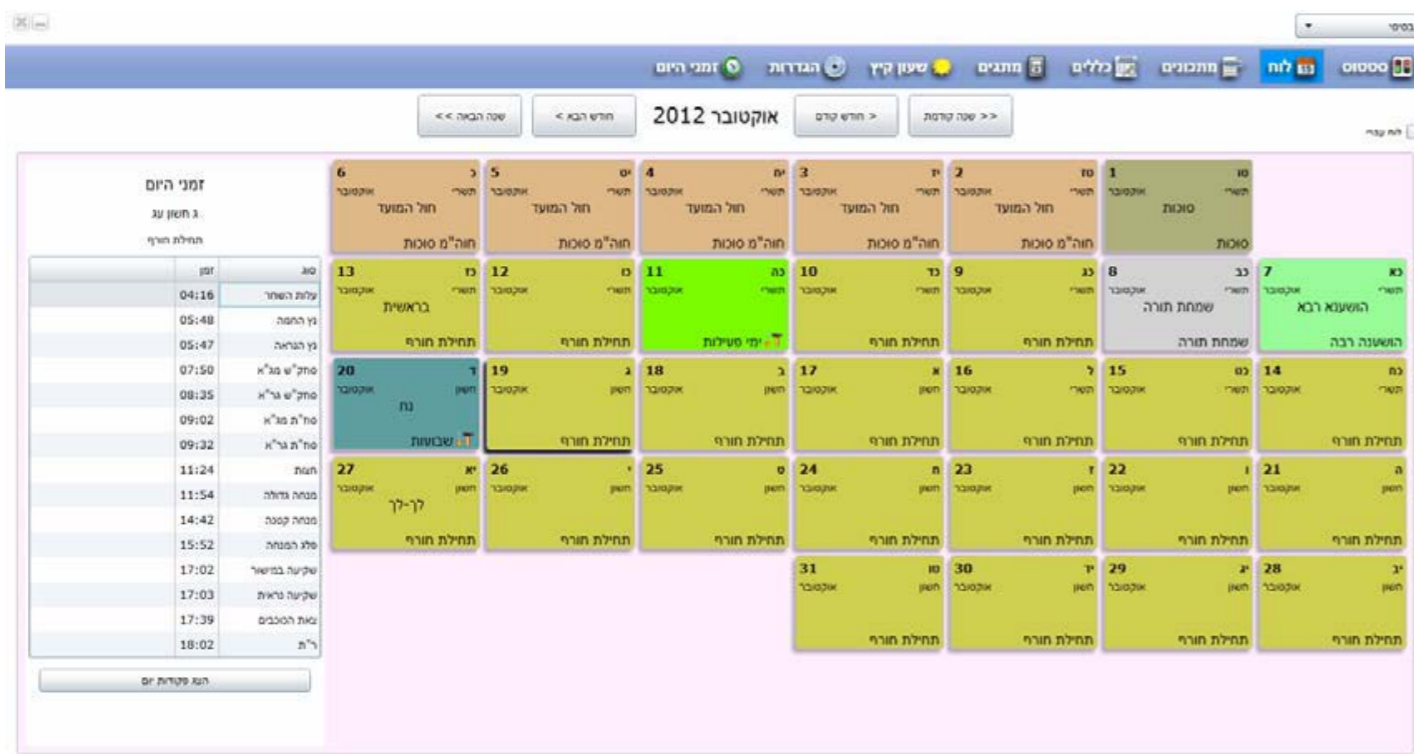 בסיסי
סטטוס לוח מתכונים כללים מתגים שעון קיץ הגדרות זמני היום
<< שנה קודמת < חודש קודם אוקטובר 2012 חודש הבא > שנה הבאה >>
לוח עברי
טו 1 טז 2 יז 3 יח 4 יט 5 כ 6
תשרי אוקטובר תשרי אוקטובר תשרי אוקטובר תשרי אוקטובר תשרי אוקטובר תשרי אוקטובר
סוכות חול המועד חול המועד חול המועד חול המועד חול המועד
סוכות חוה"מ סוכות חוה"מ סוכות חוה"מ סוכות חוה"מ סוכות חוה"מ סוכות
כא 7 כב 8 כג 9 כד 10 כה 11 כו 12 כז 13
תשרי אוקטובר תשרי אוקטובר תשרי אוקטובר תשרי אוקטובר תשרי אוקטובר תשרי אוקטובר תשרי אוקטובר
הושענא רבא שמחת תורה בראשית
הושענה רבה שמחת תורה תחילת חורף תחילת חורף ימי פעילות תחילת חורף תחילת חורף
כח 14 כט 15 ל 16 א 17 ב 18 ג 19 ד 20
תשרי אוקטובר תשרי אוקטובר תשרי אוקטובר חשון אוקטובר חשון אוקטובר חשון אוקטובר חשון אוקטובר
נח
תחילת חורף תחילת חורף תחילת חורף תחילת חורף תחילת חורף תחילת חורף שבועות
ה 21 ו 22 ז 23 ח 24 ט 25 י 26 יא 27
חשון אוקטובר חשון אוקטובר חשון אוקטובר חשון אוקטובר חשון אוקטובר חשון אוקטובר חשון אוקטובר
לך-לך
תחילת חורף תחילת חורף תחילת חורף תחילת חורף תחילת חורף תחילת חורף תחילת חורף
יב 28 יג 29 יד 30 טו 31
חשון אוקטובר חשון אוקטובר חשון אוקטובר חשון אוקטובר
תחילת חורף תחילת חורף תחילת חורף תחילת חורף
זמני היום
ג חשון עג
תחילת חורף
סוג זמן
עלות השחר 04:16
נץ החמה 05:48
נץ הנראה 05:47
סזק"ש מג"א 07:50
סזק"ש גר"א 08:35
סז"ת מג"א 09:02
סז"ת גר"א 09:32
חצות 11:24
מנחה גדולה 11:54
מנחה קטנה 14:42
פלג המנחה 15:52
שקיעה במישור 17:02
שקיעה נראית 17:03
צאת הכוכבים 17:39
ר"ת 18:02
הצג פקודות יום